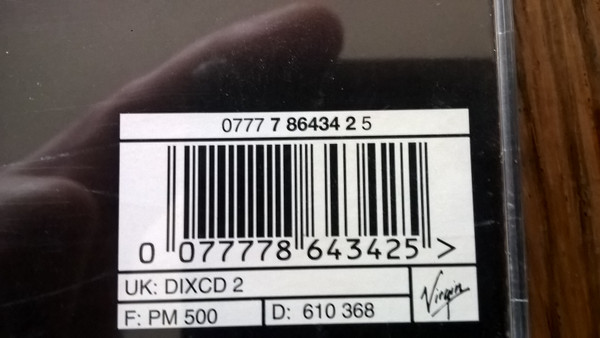 0777 7 86434 2 5
0 077778 643425 >
UK: DIXCD 2
F: PM 500
D: 610 368
Virgin